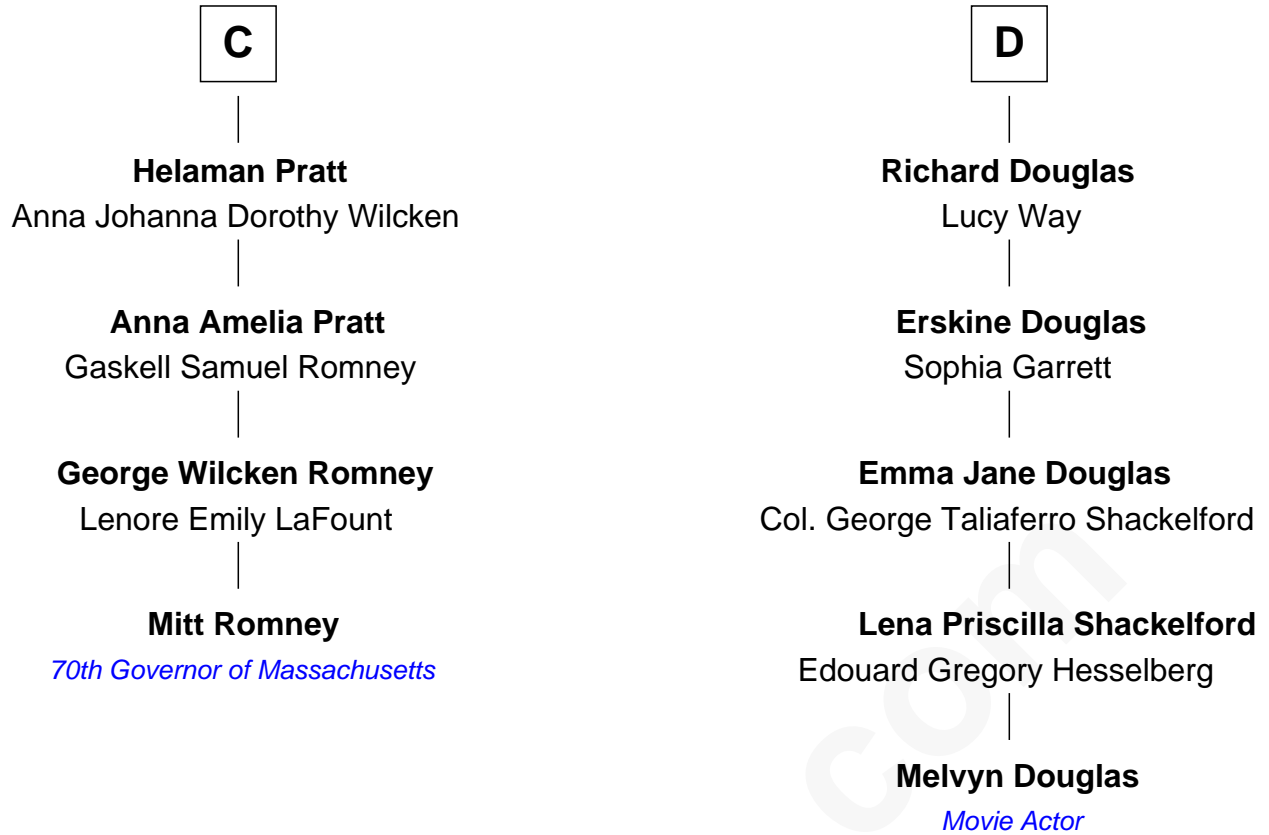 C
Helaman Pratt
Anna Johanna Dorothy Wilcken
Anna Amelia Pratt
Gaskell Samuel Romney
George Wilcken Romney
Lenore Emily LaFount
Mitt Romney
70th Governor of Massachusetts
D
Richard Douglas
Lucy Way
Erskine Douglas
Sophia Garrett
Emma Jane Douglas
Col. George Taliaferro Shackelford
Lena Priscilla Shackelford
Edouard Gregory Hesselberg
Melvyn Douglas
Movie Actor
com